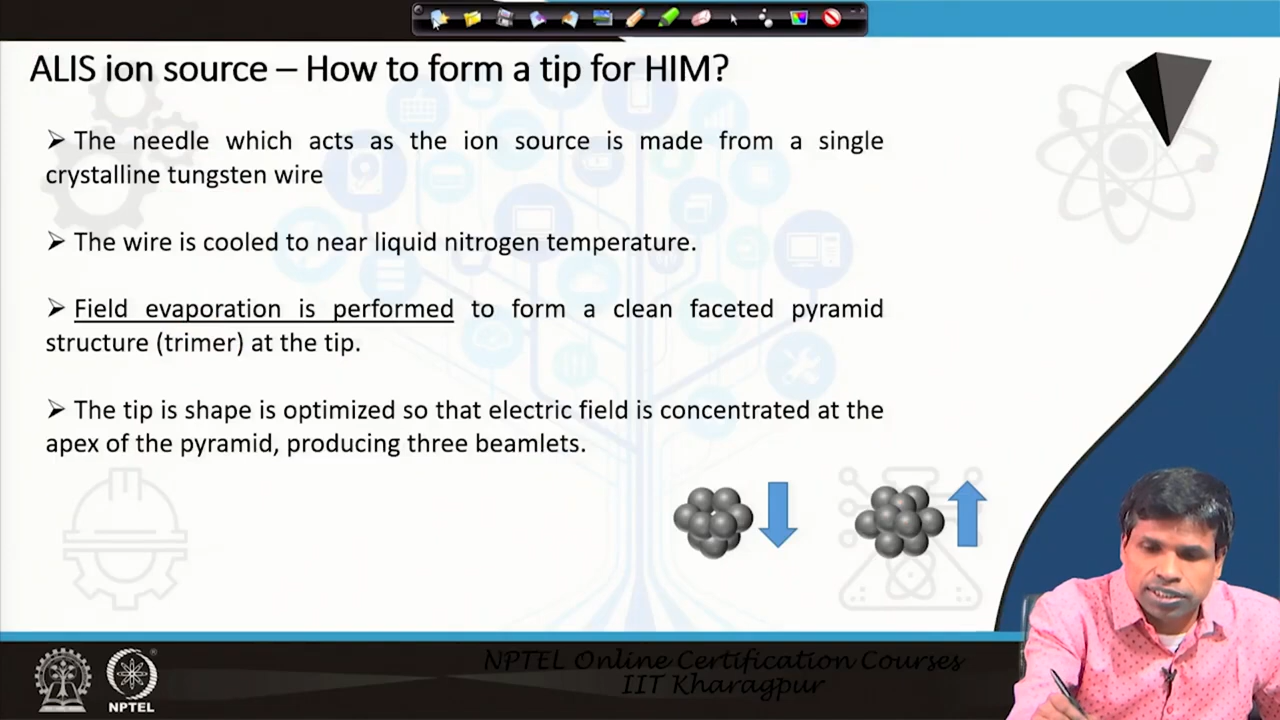 ALIS ion source – How to form a tip for HIM?
➢ The needle which acts as the ion source is made from a single
crystalline tungsten wire
➢ The wire is cooled to near liquid nitrogen temperature.
➢ Field evaporation is performed to form a clean faceted pyramid
structure (trimer) at the tip.
➢ The tip is shape is optimized so that electric field is concentrated at the
apex of the pyramid, producing three beamlets.
NPTEL Online Certification Courses
IIT Kharagpur
NPTEL